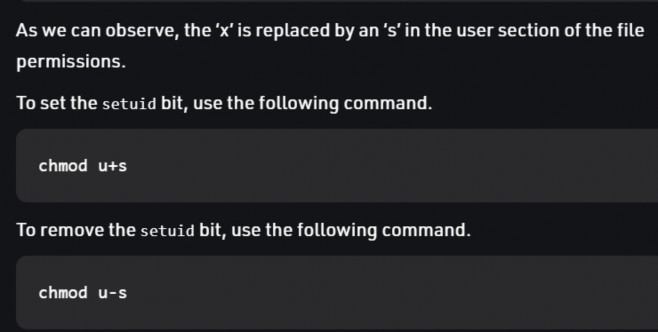 As we can observe, the ‘x’ is replaced by an ‘s’ in the user section of the file
permissions.
To set the setuid bit, use the following command.
chmod u+s
To remove the setuid bit, use the following command.
chmod u-s